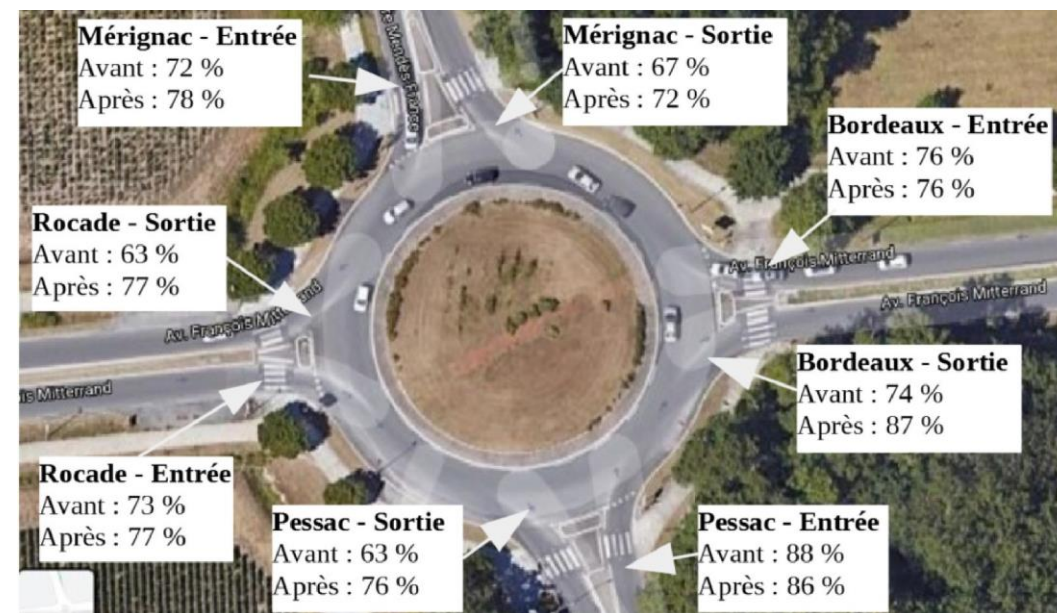 Mérignac - Entrée
Avant : 72 %
Après : 78 %
Mérignac - Sortie
Avant : 67 %
Après : 72 %
Mendès France
Bordeaux - Entrée
Avant : 76 %
Après : 76 %
Rocade - Sortie
Avant : 63 %
Après : 77 %
Av. François Mitterrand
Av. François Mitterrand
Av. François
Mitterrand
Bordeaux - Sortie
Avant : 74 %
Après : 87 %
Rocade - Entrée
Avant : 73 %
Après : 77 %
Pessac - Sortie
Avant : 63 %
Après : 76 %
Pessac - Entrée
Avant : 88 %
Après : 86 %